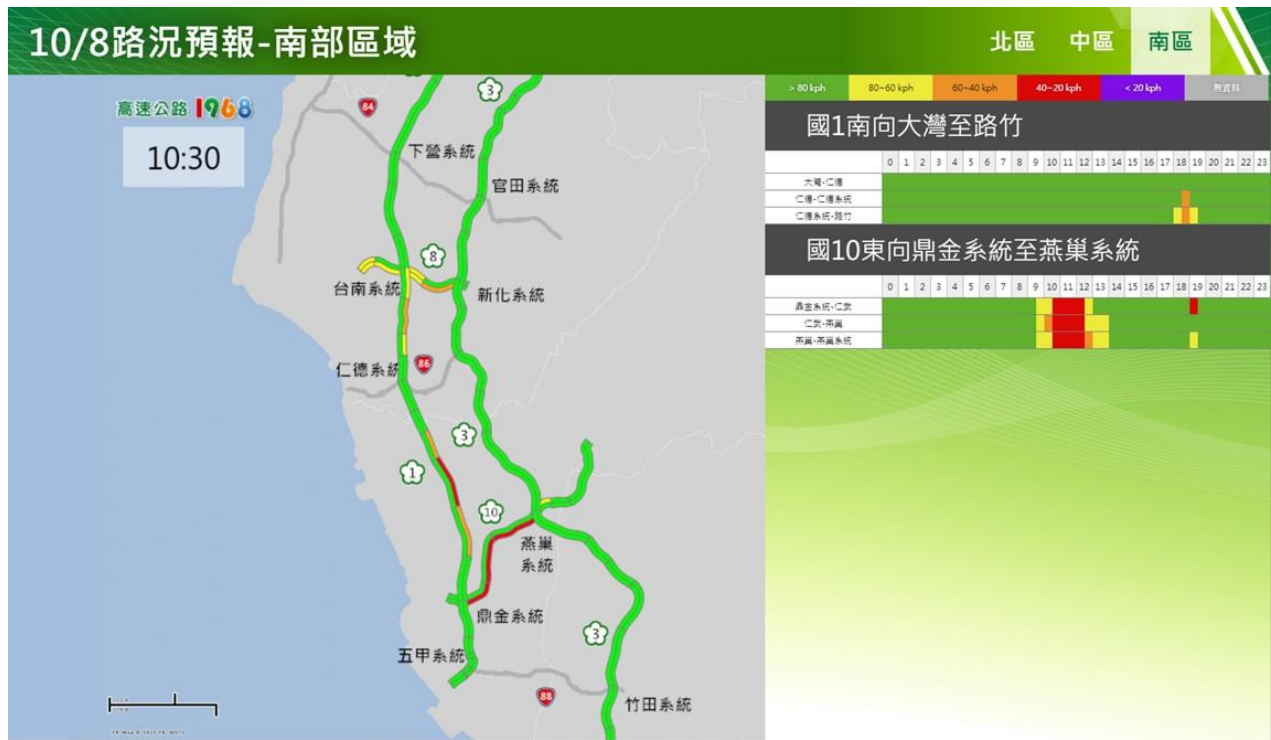 10/8路況預報-南部區域
北區 中區 南區
高速公路 1968
10:30
84
3
下營系統
官田系統
8
台南系統
新化系統
仁德系統
86
3
1
10
燕巢
系統
鼎金系統
3
五甲系統
88
竹田系統
> 80 kph 80~60 kph 60~40 kph 40~20 kph < 20 kph 無資料
國1南向大灣至路竹
0 1 2 3 4 5 6 7 8 9 10 11 12 13 14 15 16 17 18 19 20 21 22 23
大灣-仁德
仁德-仁德系統
仁德系統-路竹
國10東向鼎金系統至燕巢系統
0 1 2 3 4 5 6 7 8 9 10 11 12 13 14 15 16 17 18 19 20 21 22 23
鼎金系統-仁武
仁武-燕巢
燕巢-燕巢系統